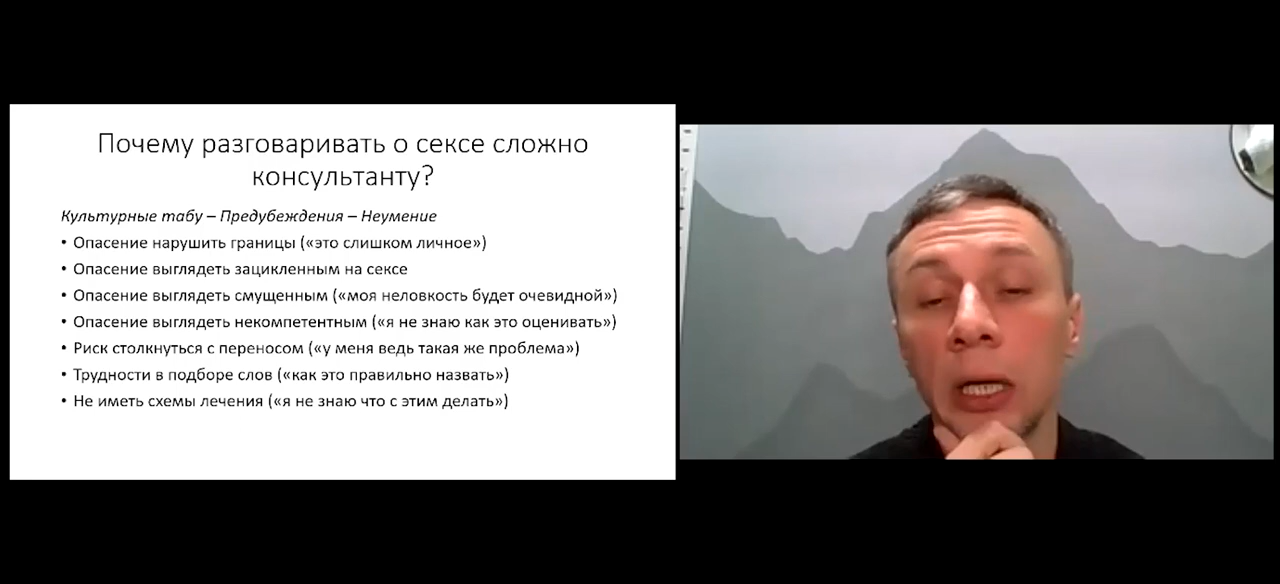 Почему разговаривать о сексе сложно
консультанту?
Культурные табу – Предубеждения – Неумение
• Опасение нарушить границы («это слишком личное»)
• Опасение выглядеть зацикленным на сексе
• Опасение выглядеть смущенным («моя неловкость будет очевидной»)
• Опасение выглядеть некомпетентным («я не знаю как это оценивать»)
• Риск столкнуться с переносом («у меня ведь такая же проблема»)
• Трудности в подборе слов («как это правильно назвать»)
• Не иметь схемы лечения («я не знаю что с этим делать»)